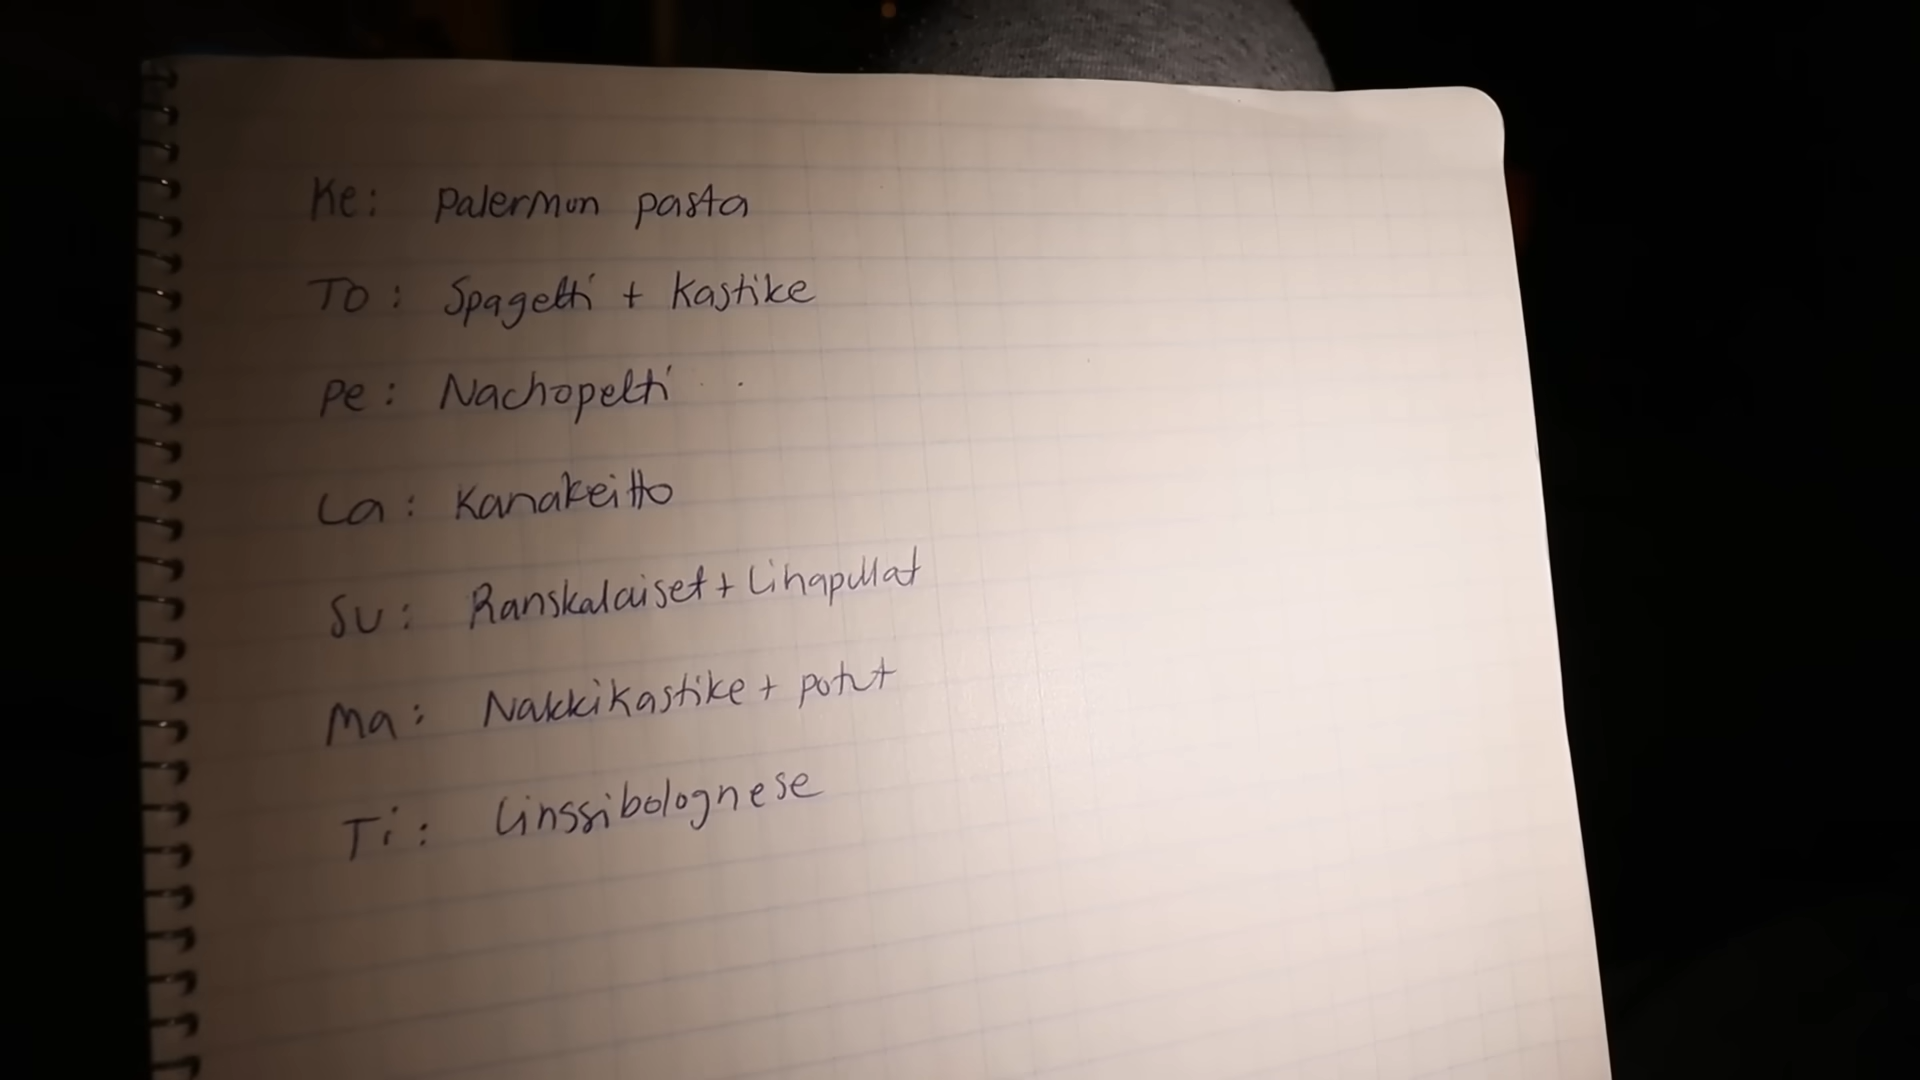 Ke: Palermon pasta
To: Spagetti + Kastike
Pe: Nachopelti
La: Kanakeitto
Su: Ranskalaiset + Lihapullat
Ma: Nakkikastike + potut
Ti: Linssibolognese